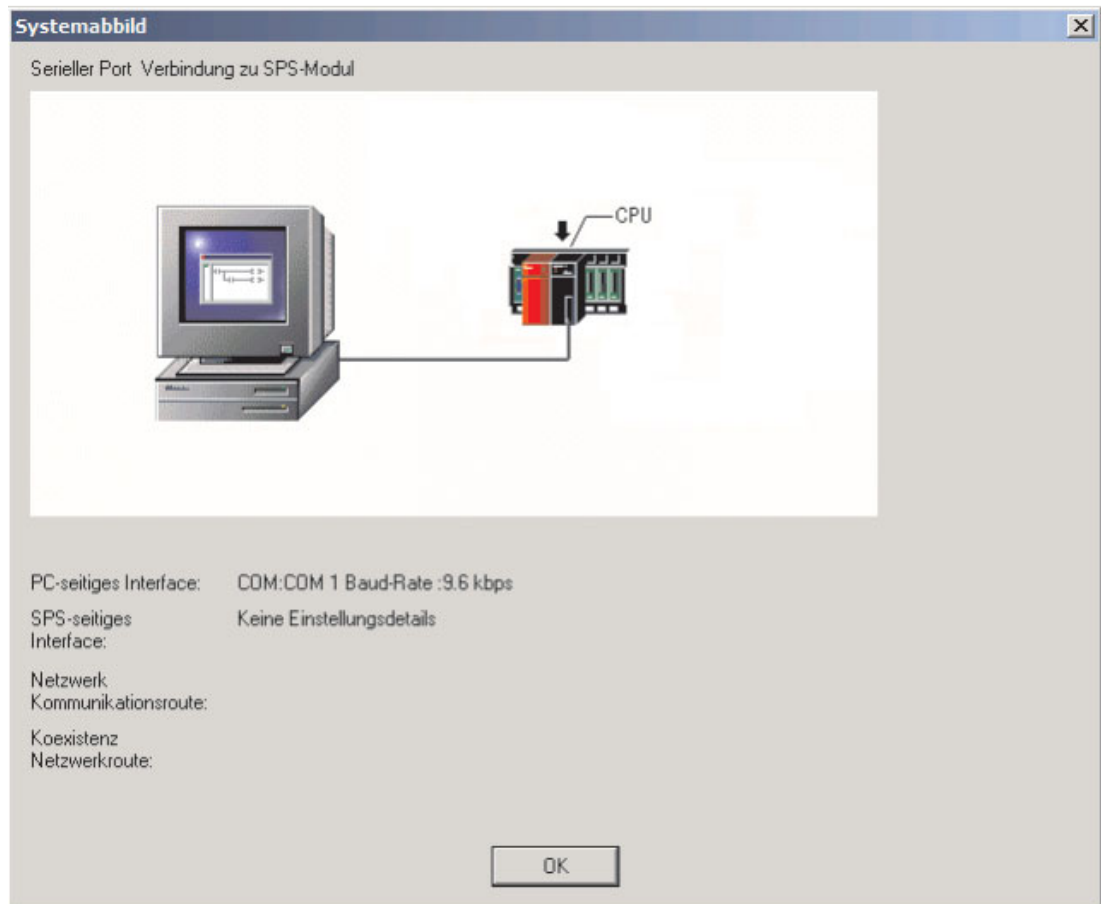 Systemabbild
Serieller Port Verbindung zu SPS-Modul
CPU
PC-seitiges Interface: COM:COM 1 Baud-Rate :9.6 kbps
SPS-seitiges Interface: Keine Einstellungsdetails
Netzwerk
Kommunikationsroute:
Koexistenz
Netzwerkroute:
OK